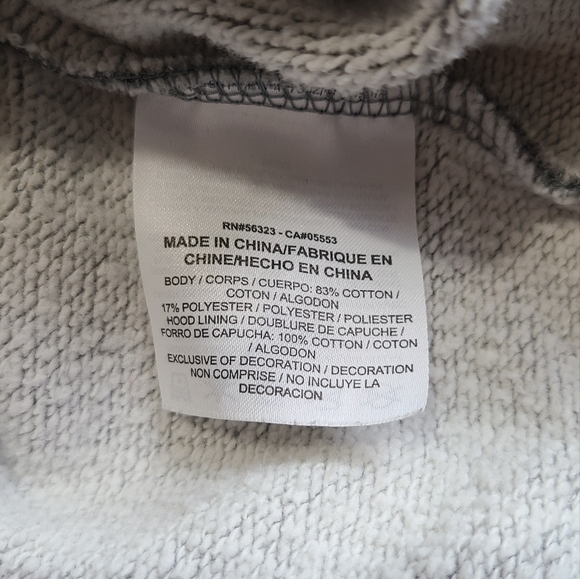 RN#56323 - CA#05553
MADE IN CHINA/FABRIQUE EN
CHINE/HECHO EN CHINA
BODY / CORPS / CUERPO: 83% COTTON /
COTON / ALGODON
17% POLYESTER / POLYESTER / POLIESTER
HOOD LINING / DOUBLURE DE CAPUCHE /
FORRO DE CAPUCHA: 100% COTTON / COTON
/ ALGODON
EXCLUSIVE OF DECORATION / DECORATION
NON COMPRISE / NO INCLUYE LA
DECORACION